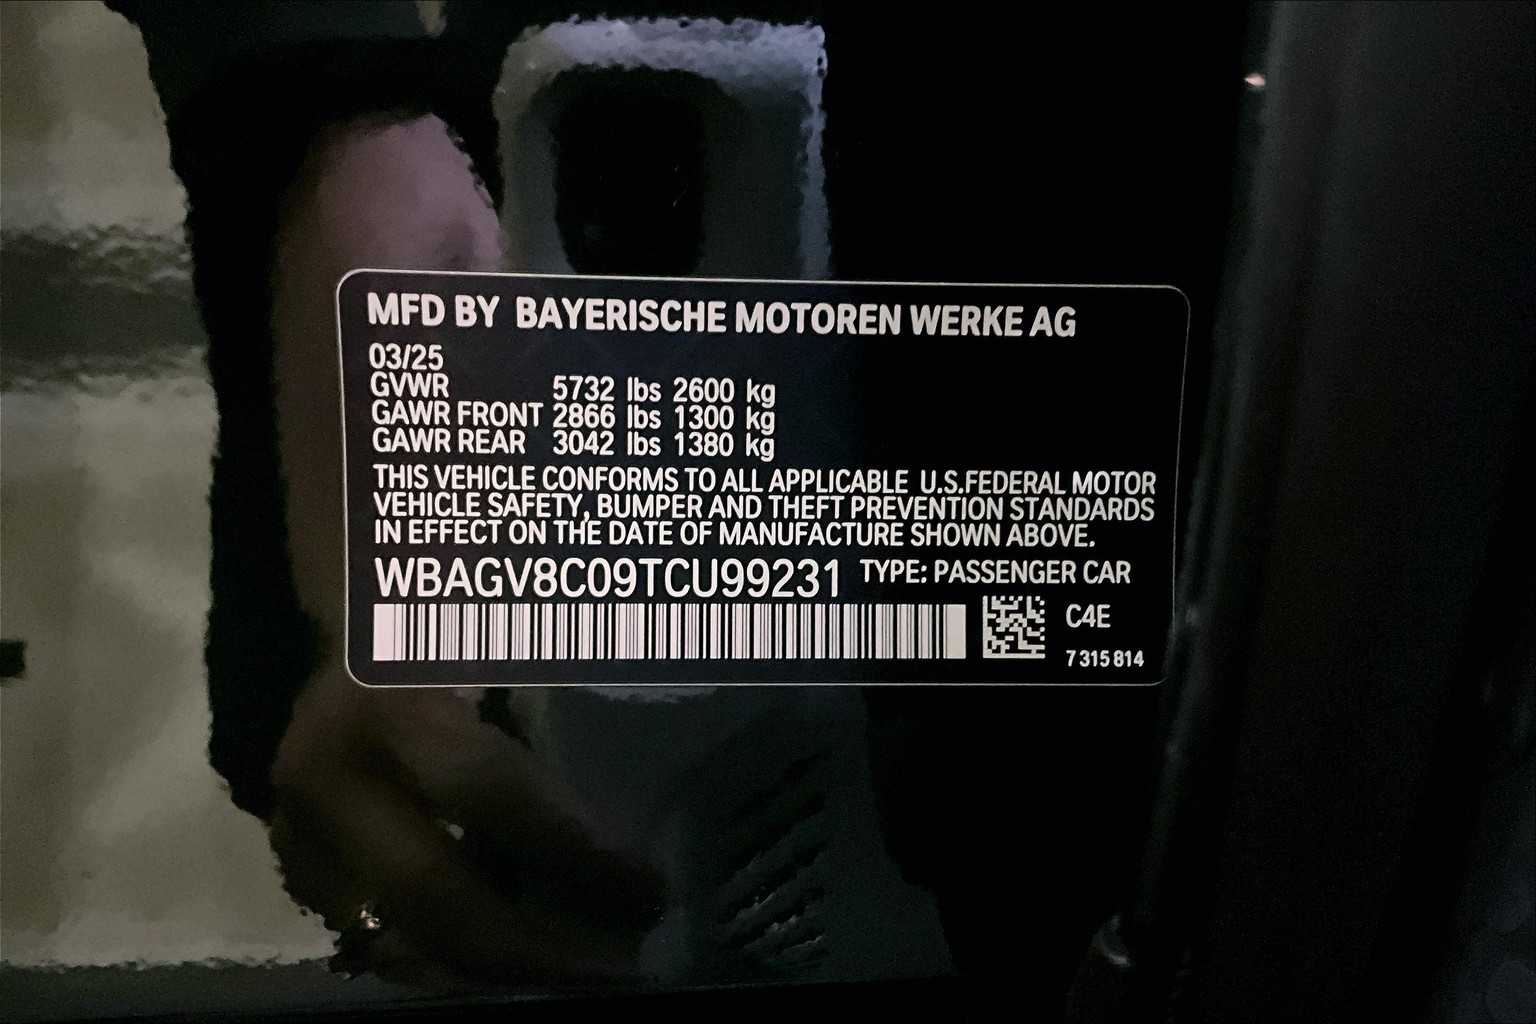 MFD BY BAYERISCHE MOTOREN WERKE AG
03/25
GVWR 5732 lbs 2600 kg
GAWR FRONT 2866 lbs 1300 kg
GAWR REAR 3042 lbs 1380 kg
THIS VEHICLE CONFORMS TO ALL APPLICABLE U.S.FEDERAL MOTOR
VEHICLE SAFETY, BUMPER AND THEFT PREVENTION STANDARDS
IN EFFECT ON THE DATE OF MANUFACTURE SHOWN ABOVE.
WBAGV8C09TCU99231 TYPE: PASSENGER CAR
C4E
7 315 814